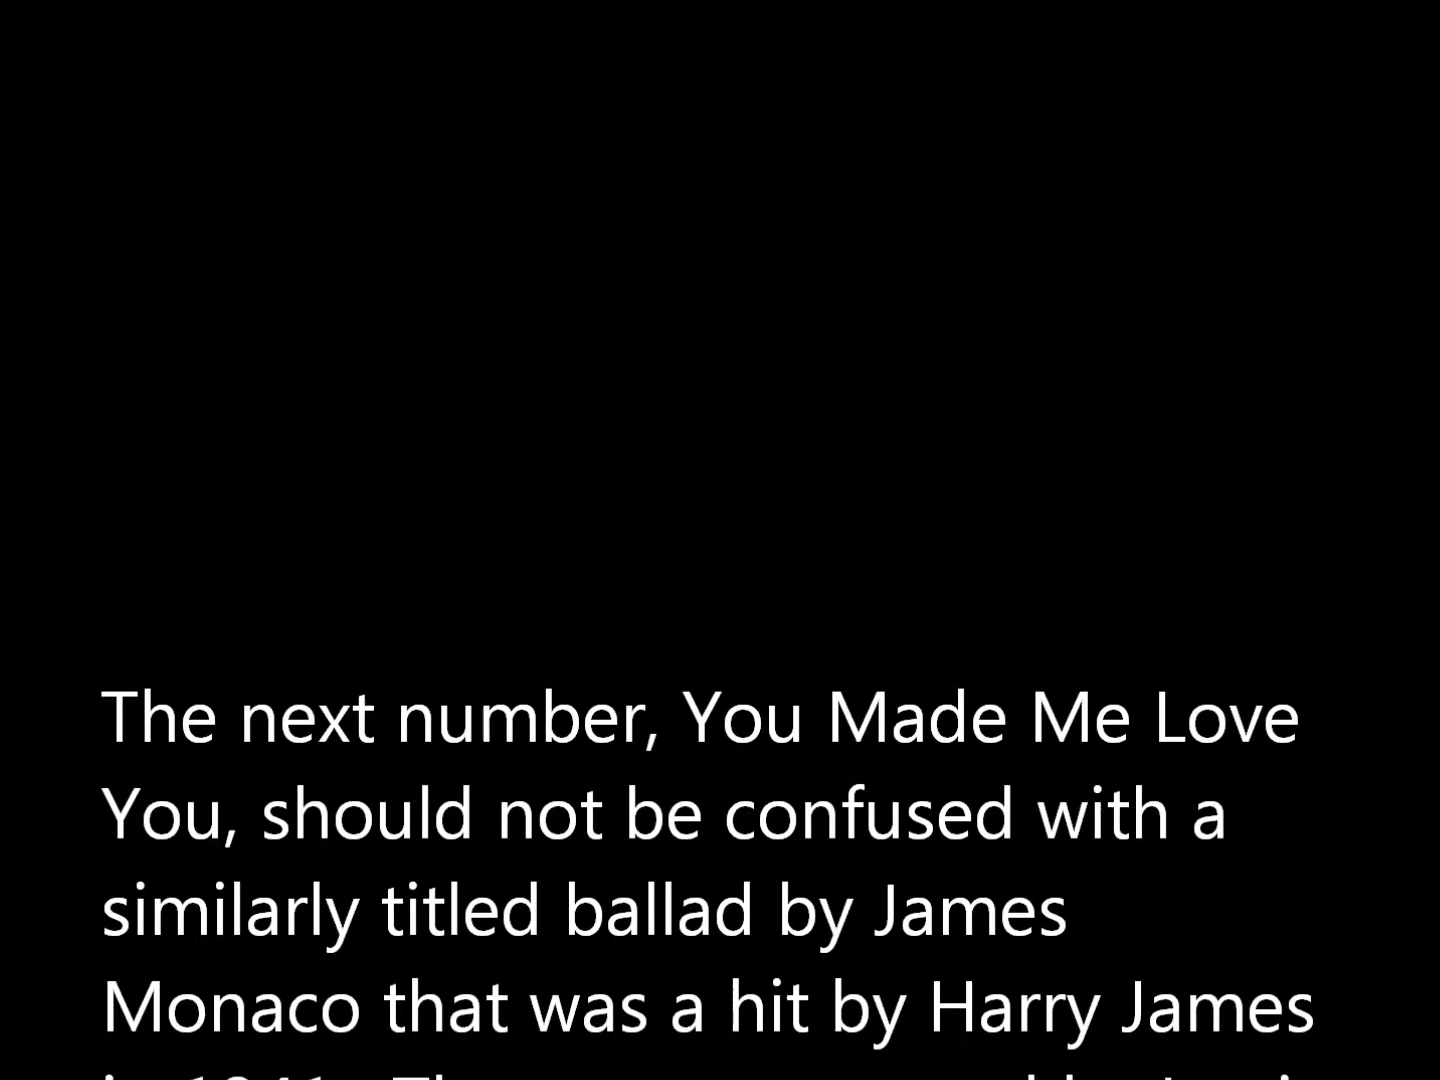 The next number, You Made Me Love
You, should not be confused with a
similarly titled ballad by James
Monaco that was a hit by Harry James